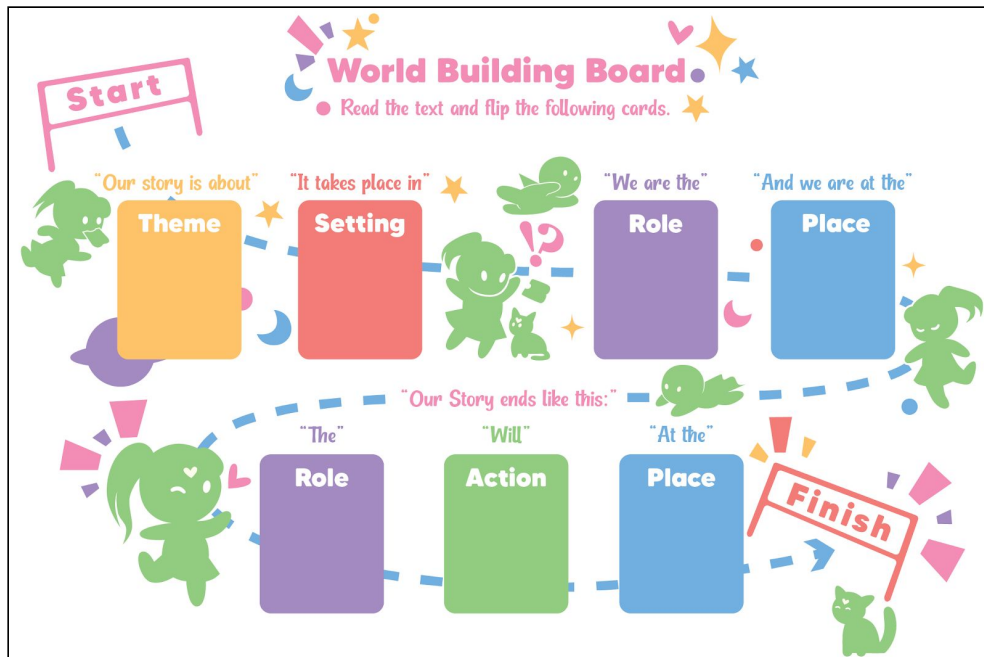 Start
World Building Board
Read the text and flip the following cards.
"Our story is about"
Theme
"It takes place in"
Setting
!?
"We are the"
Role
"And we are at the"
Place
"Our Story ends like this:"
"The"
Role
"Will"
Action
"At the"
Place
Finish